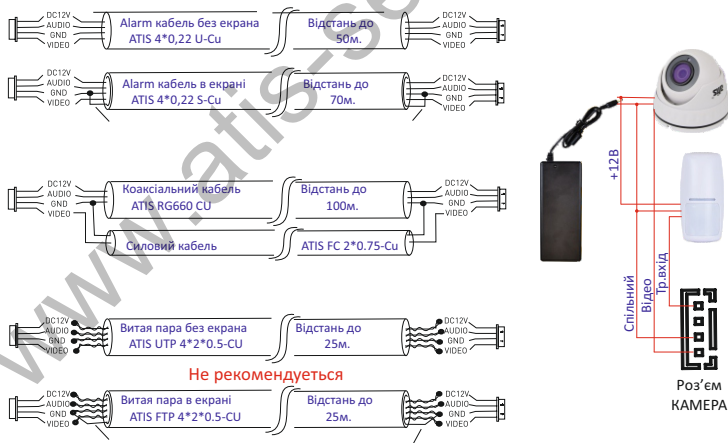 DC12V
AUDIO
GND
VIDEO
Alarm кабель без екрана
ATIS 4*0,22 U-Cu
Відстань до
50м.
DC12V
AUDIO
GND
VIDEO
DC12V
AUDIO
GND
VIDEO
Alarm кабель в екрані
ATIS 4*0,22 S-Cu
Відстань до
70м.
DC12V
AUDIO
GND
VIDEO
DC12V
AUDIO
GND
VIDEO
Коаксіальний кабель
ATIS RG660 CU
Відстань до
100м.
DC12V
AUDIO
GND
VIDEO
Силовий кабель
ATIS FC 2*0.75-Cu
DC12V
AUDIO
GND
VIDEO
Витая пара без екрана
ATIS UTP 4*2*0.5-CU
Відстань до
25м.
DC12V
AUDIO
GND
VIDEO
Не рекомендуеться
DC12V
AUDIO
GND
VIDEO
Витая пара в екрані
ATIS FTP 4*2*0.5-CU
Відстань до
25м.
DC12V
AUDIO
GND
VIDEO
+12В
Спільний
Відео
Тр.вхід
Роз’єм
КАМЕРА
www.atis-se